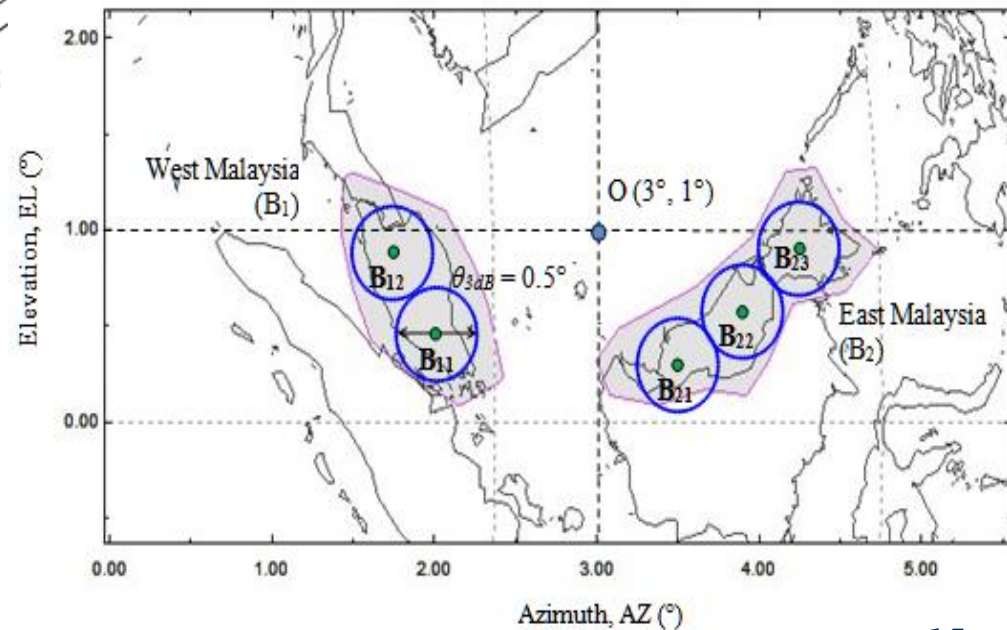 2.00
1.00
0.00
Elevation, EL (°)
West Malaysia
(B₁)
O (3°, 1°)
B₁₂
θ₃dB = 0.5°
B₁₁
B₂₃
B₂₂
B₂₁
East Malaysia
(B₂)
0.00 1.00 2.00 3.00 4.00 5.00
Azimuth, AZ (°)